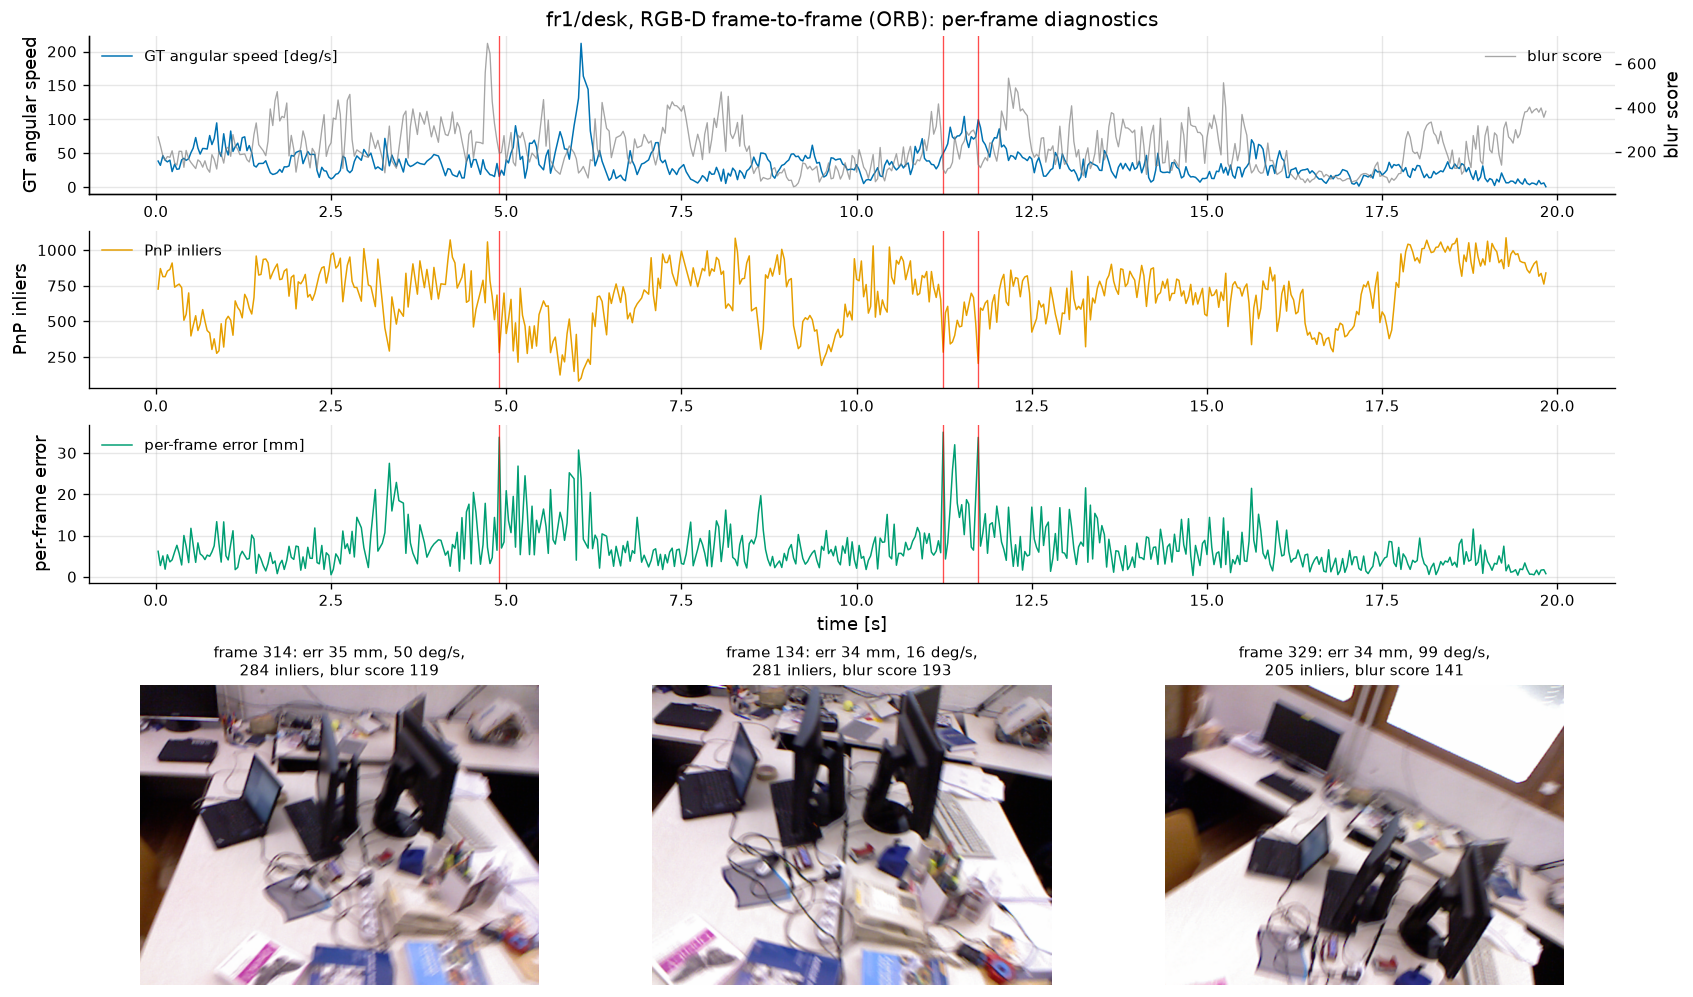 fr1/desk, RGB-D frame-to-frame (ORB): per-frame diagnostics
GT angular speed
200
150
100
50
0
GT angular speed [deg/s]
blur score
600
400
200
blur score
0.0 2.5 5.0 7.5 10.0 12.5 15.0 17.5 20.0
PnP inliers
1000
750
500
250
PnP inliers
0.0 2.5 5.0 7.5 10.0 12.5 15.0 17.5 20.0
per-frame error
30
20
10
0
per-frame error [mm]
0.0 2.5 5.0 7.5 10.0 12.5 15.0 17.5 20.0
time [s]
frame 314: err 35 mm, 50 deg/s,
284 inliers, blur score 119
frame 134: err 34 mm, 16 deg/s,
281 inliers, blur score 193
frame 329: err 34 mm, 99 deg/s,
205 inliers, blur score 141